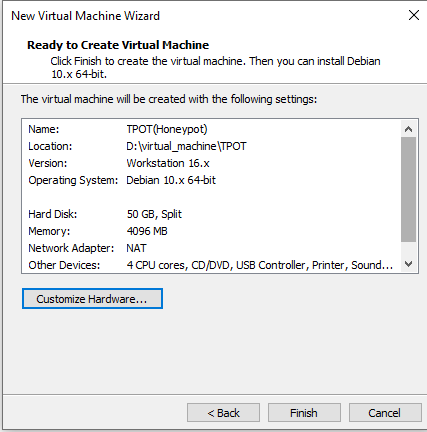 New Virtual Machine Wizard
Ready to Create Virtual Machine
Click Finish to create the virtual machine. Then you can install Debian
10.x 64-bit.
The virtual machine will be created with the following settings:
Name: TPOT(Honeypot)
Location: D:\virtual_machine\TPOT
Version: Workstation 16.x
Operating System: Debian 10.x 64-bit
Hard Disk: 50 GB, Split
Memory: 4096 MB
Network Adapter: NAT
Other Devices: 4 CPU cores, CD/DVD, USB Controller, Printer, Sound...
Customize Hardware...
< Back Finish Cancel